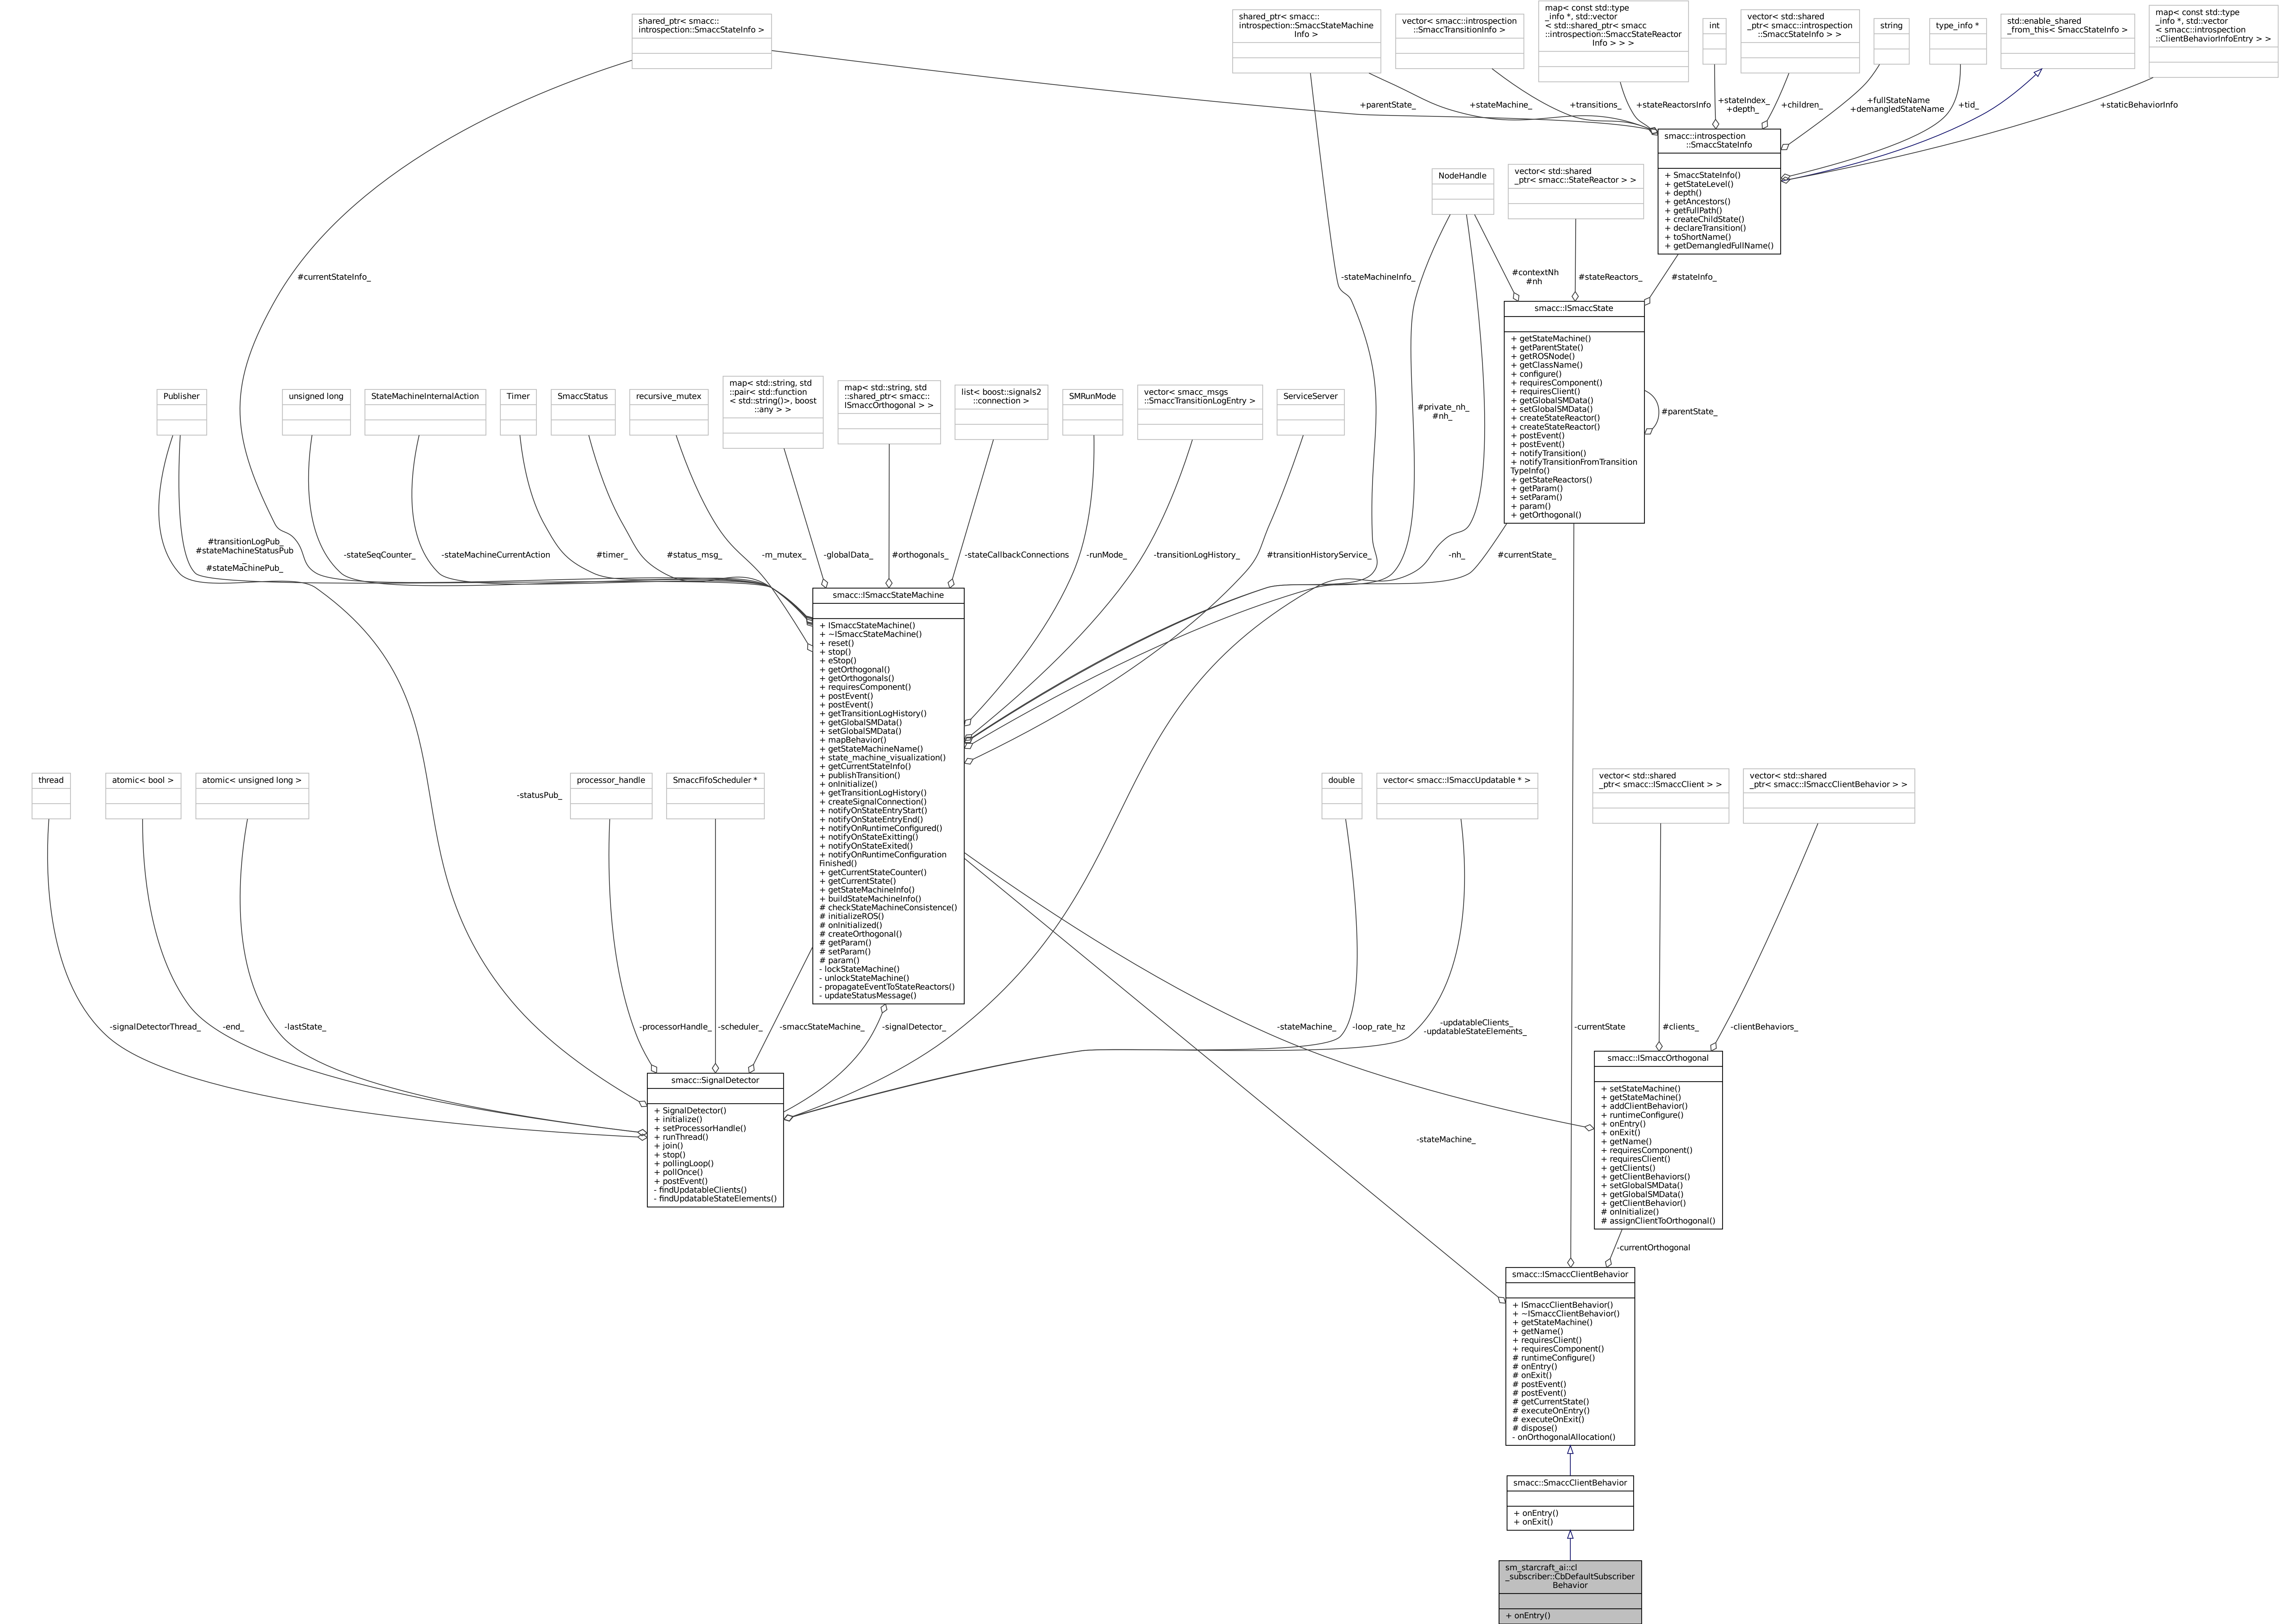 shared_ptr< smacc::
introspection::SmaccStateInfo >
shared_ptr< smacc::
introspection::SmaccStateMachine
Info >
vector< smacc::introspection
::SmaccTransitionInfo >
map< const std::type
_info *, std::vector
< std::shared_ptr< smacc
::introspection::SmaccStateReactor
Info > > >
int
vector< std::shared
_ptr< smacc::introspection
::SmaccStateInfo > >
string
type_info *
std::enable_shared
_from_this< SmaccStateInfo >
map< const std::type
_info *, std::vector
< smacc::introspection
::ClientBehaviorInfoEntry > >
+parentState_
+stateMachine_
+transitions_
+stateReactorsInfo
+stateIndex_
+depth_
+children_
+fullStateName
+demangledStateName
+tid_
+staticBehaviorInfo
smacc::introspection
::SmaccStateInfo
+ SmaccStateInfo()
+ getStateLevel()
+ depth()
+ getAncestors()
+ getFullPath()
+ createChildState()
+ declareTransition()
+ toShortName()
+ getDemangledFullName()
NodeHandle
vector< std::shared
_ptr< smacc::StateReactor > >
#currentStateInfo_
-stateMachineInfo_
#contextNh
#nh
#stateReactors_
#stateInfo_
smacc::ISmaccState
+ getStateMachine()
+ getParentState()
+ getROSNode()
+ getClassName()
+ configure()
+ requiresComponent()
+ requiresClient()
+ getGlobalSMData()
+ setGlobalSMData()
+ createStateReactor()
+ createStateReactor()
+ postEvent()
+ postEvent()
+ notifyTransition()
+ notifyTransitionFromTransition
TypeInfo()
+ getStateReactors()
+ getParam()
+ setParam()
+ param()
+ getOrthogonal()
#parentState_
Publisher
unsigned long
StateMachineInternalAction
Timer
SmaccStatus
recursive_mutex
map< std::string, std
::pair< std::function
< std::string()>, boost
::any > >
map< std::string, std
::shared_ptr< smacc::
ISmaccOrthogonal > >
list< boost::signals2
::connection >
SMRunMode
vector< smacc_msgs
::SmaccTransitionLogEntry >
ServiceServer
#private_nh_
#nh_
#transitionLogPub_
#stateMachineStatusPub
_
#stateMachinePub_
-stateSeqCounter_
-stateMachineCurrentAction
#timer_
#status_msg_
-m_mutex_
-globalData_
#orthogonals_
-stateCallbackConnections
-runMode_
-transitionLogHistory_
#transitionHistoryService_
-nh_
#currentState_
smacc::ISmaccStateMachine
+ ISmaccStateMachine()
+ ~ISmaccStateMachine()
+ reset()
+ stop()
+ eStop()
+ getOrthogonal()
+ getOrthogonals()
+ requiresComponent()
+ postEvent()
+ postEvent()
+ getTransitionLogHistory()
+ getGlobalSMData()
+ setGlobalSMData()
+ mapBehavior()
+ getStateMachineName()
+ state_machine_visualization()
+ getCurrentStateInfo()
+ publishTransition()
+ onInitialize()
+ getTransitionLogHistory()
+ createSignalConnection()
+ notifyOnStateEntryStart()
+ notifyOnStateEntryEnd()
+ notifyOnRuntimeConfigured()
+ notifyOnStateExitting()
+ notifyOnStateExited()
+ notifyOnRuntimeConfiguration
Finished()
+ getCurrentStateCounter()
+ getCurrentState()
+ getStateMachineInfo()
+ buildStateMachineInfo()
# checkStateMachineConsistence()
# initializeROS()
# onInitialized()
# createOrthogonal()
# getParam()
# setParam()
# param()
- lockStateMachine()
- unlockStateMachine()
- propagateEventToStateReactors()
- updateStatusMessage()
thread
atomic< bool >
atomic< unsigned long >
-statusPub_
processor_handle
SmaccFifoScheduler *
double
vector< smacc::ISmaccUpdatable * >
vector< std::shared
_ptr< smacc::ISmaccClient > >
vector< std::shared
_ptr< smacc::ISmaccClientBehavior > >
-signalDetectorThread_
-end_
-lastState_
-processorHandle_
-scheduler_
-smaccStateMachine_
-signalDetector_
-stateMachine_
-loop_rate_hz
-updatableClients_
-updatableStateElements_
-currentState
#clients_
-clientBehaviors_
smacc::SignalDetector
+ SignalDetector()
+ initialize()
+ setProcessorHandle()
+ runThread()
+ join()
+ stop()
+ pollingLoop()
+ pollOnce()
+ postEvent()
- findUpdatableClients()
- findUpdatableStateElements()
smacc::ISmaccOrthogonal
+ setStateMachine()
+ getStateMachine()
+ addClientBehavior()
+ runtimeConfigure()
+ onEntry()
+ onExit()
+ getName()
+ requiresComponent()
+ requiresClient()
+ getClients()
+ getClientBehaviors()
+ setGlobalSMData()
+ getGlobalSMData()
+ getClientBehavior()
# onInitialize()
# assignClientToOrthogonal()
-stateMachine_
-currentOrthogonal
smacc::ISmaccClientBehavior
+ ISmaccClientBehavior()
+ ~ISmaccClientBehavior()
+ getStateMachine()
+ getName()
+ requiresClient()
+ requiresComponent()
# runtimeConfigure()
# onEntry()
# onExit()
# postEvent()
# postEvent()
# getCurrentState()
# executeOnEntry()
# executeOnExit()
# dispose()
- onOrthogonalAllocation()
smacc::SmaccClientBehavior
+ onEntry()
+ onExit()
sm_starcraft_ai::cl
_subscriber::CbDefaultSubscriber
Behavior
+ onEntry()